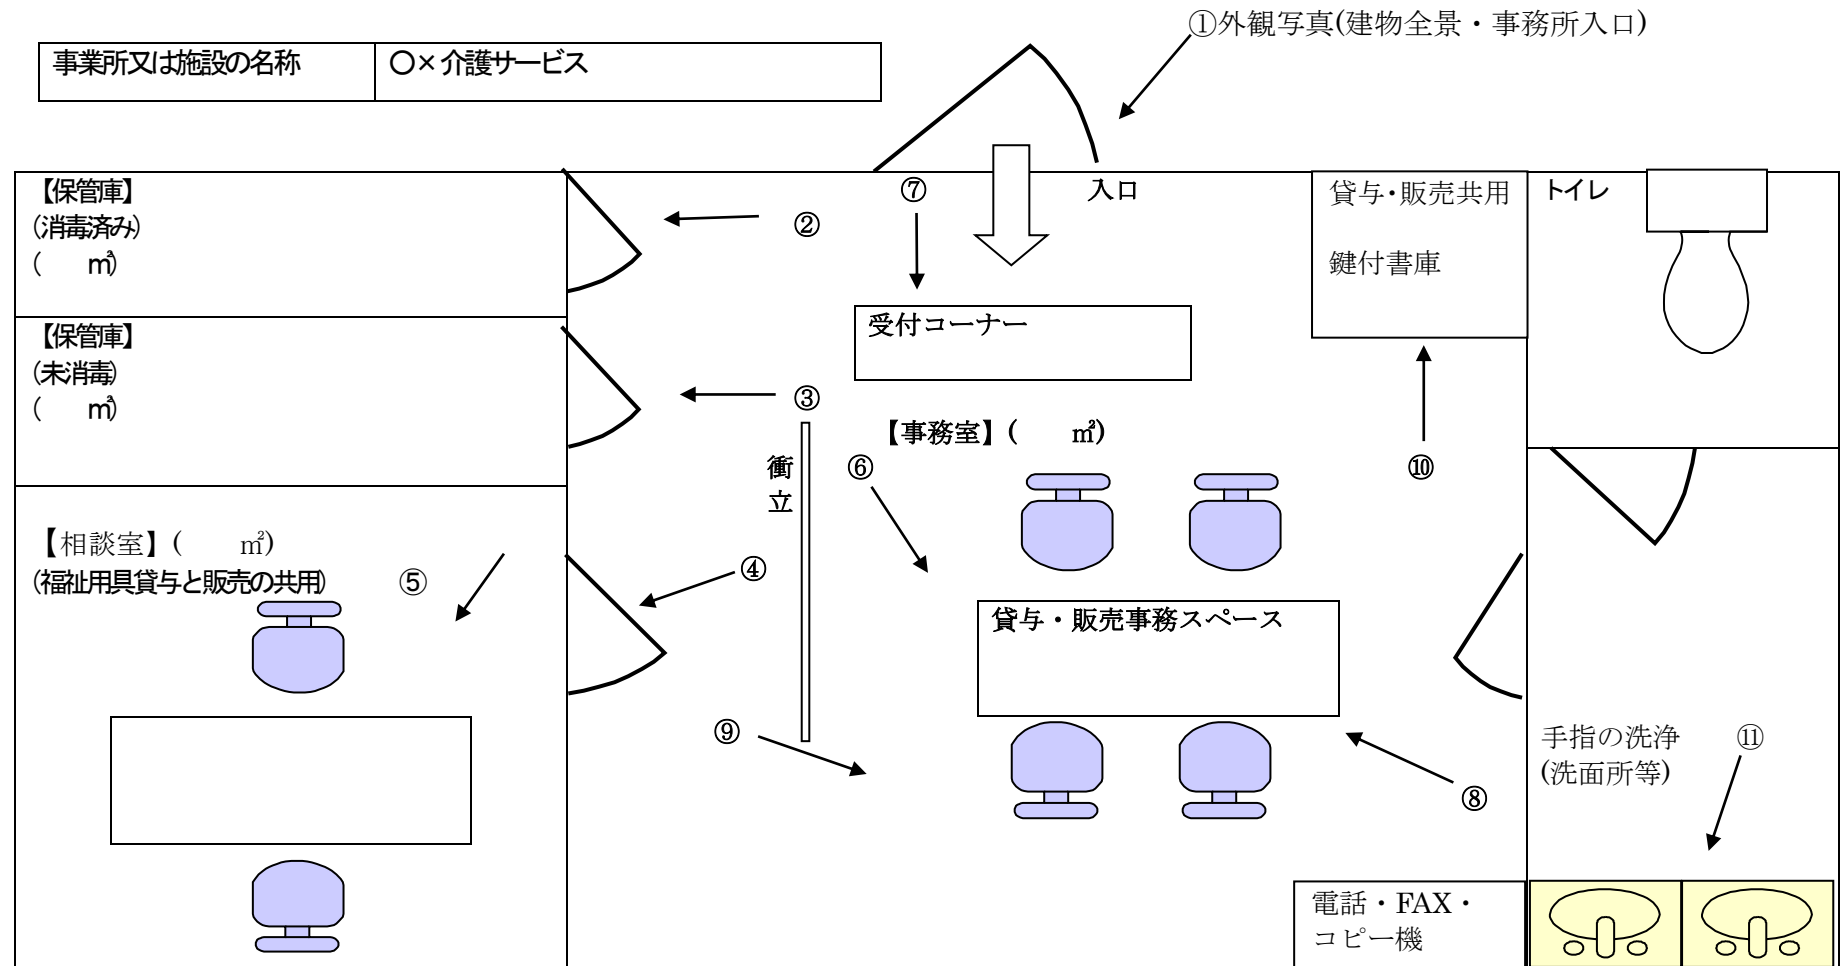 ①外観写真(建物全景・事務所入口)
事業所又は施設の名称
〇×介護サービス
【保管庫】
(消毒済み)
(　　㎡)
②
⑦
入口
貸与・販売共用
鍵付書庫
トイレ
受付コーナー
【保管庫】
(未消毒)
(　　㎡)
③
【事務室】(　　㎡)
衝
立
⑥
⑩
【相談室】(　　㎡)
(福祉用具貸与と販売の共用)
⑤
④
貸与・販売事務スペース
⑨
⑧
手指の洗浄
(洗面所等)
⑪
電話・FAX・
コピー機